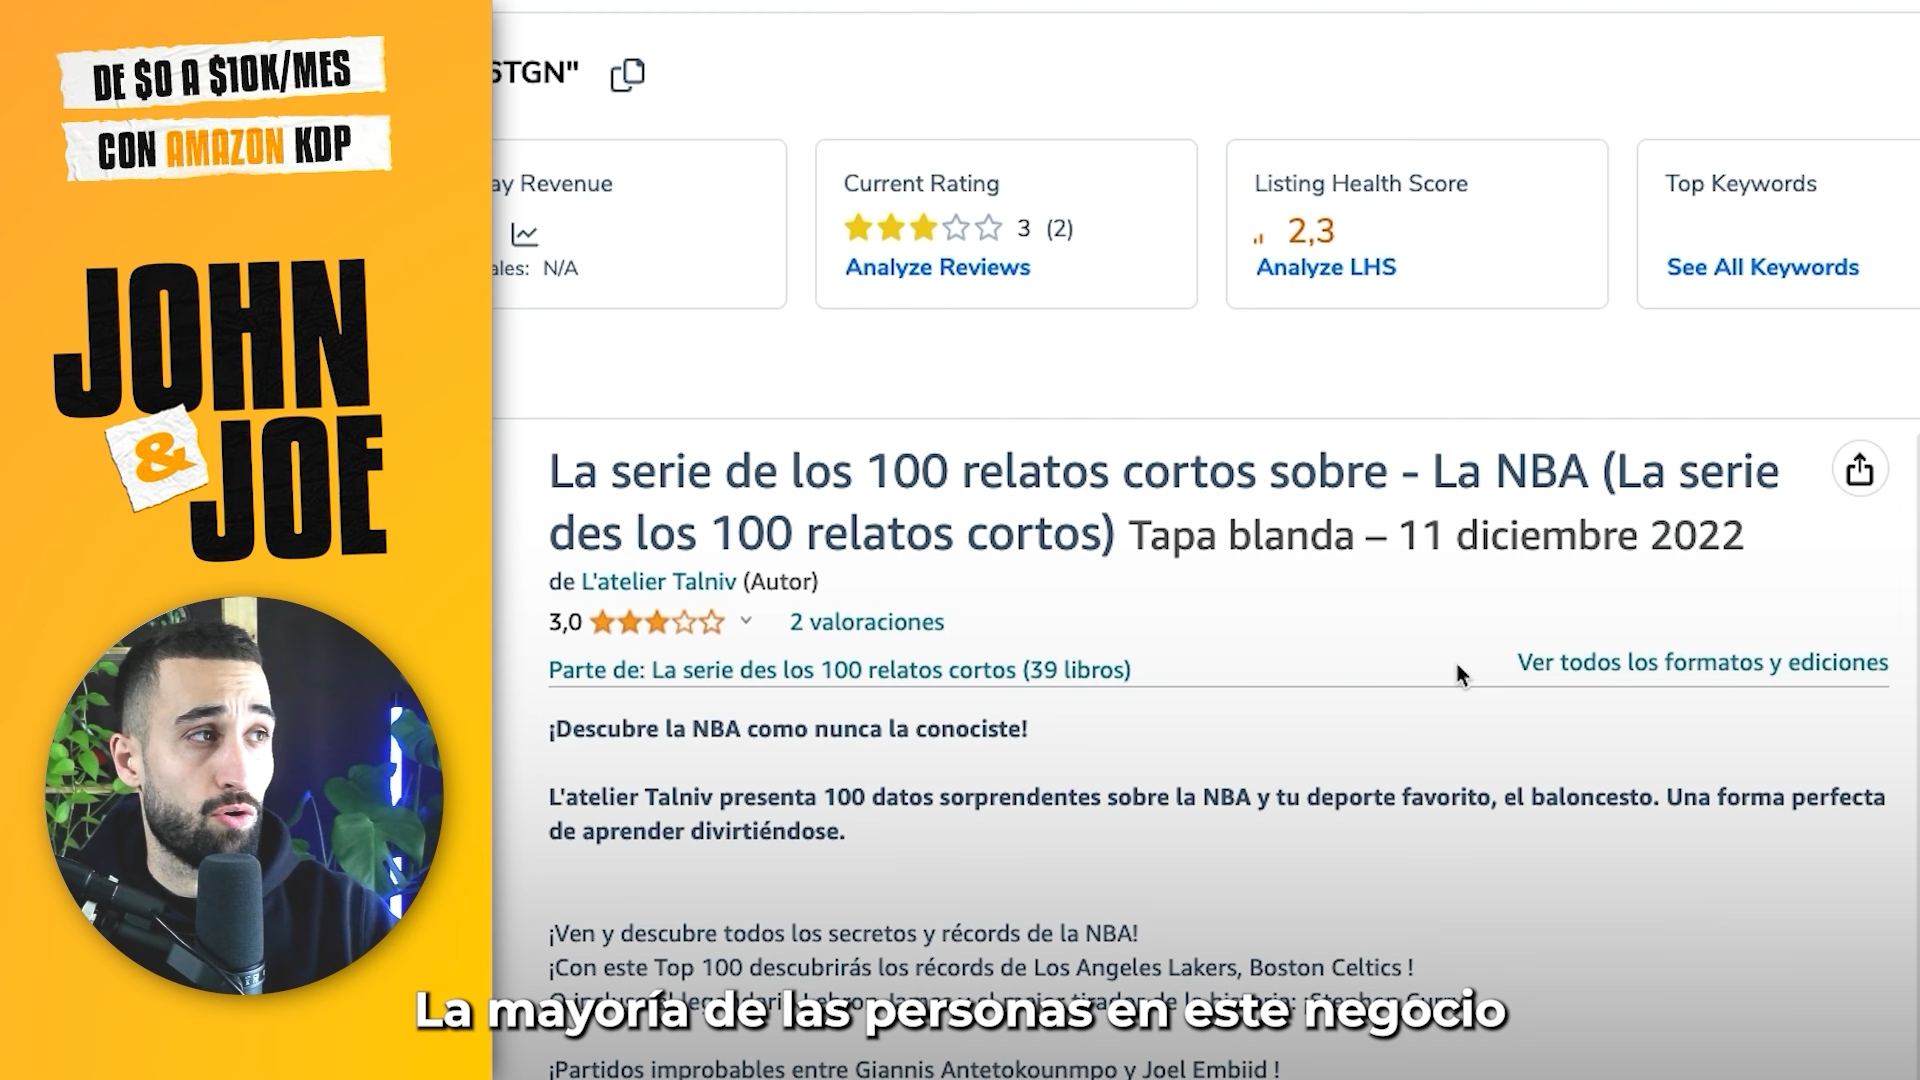 DE $0 A $10K/MES
CON AMAZON KDP
JOHN
&
JOE
STGN"
ay Revenue
ales: N/A
Current Rating
3 (2)
Analyze Reviews
Listing Health Score
2,3
Analyze LHS
Top Keywords
See All Keywords
La serie de los 100 relatos cortos sobre - La NBA (La serie
des los 100 relatos cortos) Tapa blanda – 11 diciembre 2022
de L'atelier Talniv (Autor)
3,0
2 valoraciones
Parte de: La serie des los 100 relatos cortos (39 libros)
Ver todos los formatos y ediciones
¡Descubre la NBA como nunca la conociste!
L'atelier Talniv presenta 100 datos sorprendentes sobre la NBA y tu deporte favorito, el baloncesto. Una forma perfecta
de aprender divirtiéndose.
¡Ven y descubre todos los secretos y récords de la NBA!
¡Con este Top 100 descubrirás los récords de Los Angeles Lakers, Boston Celtics !
La mayoría de las personas en este negocio
¡Partidos improbables entre Giannis Antetokounmpo y Joel Embiid !